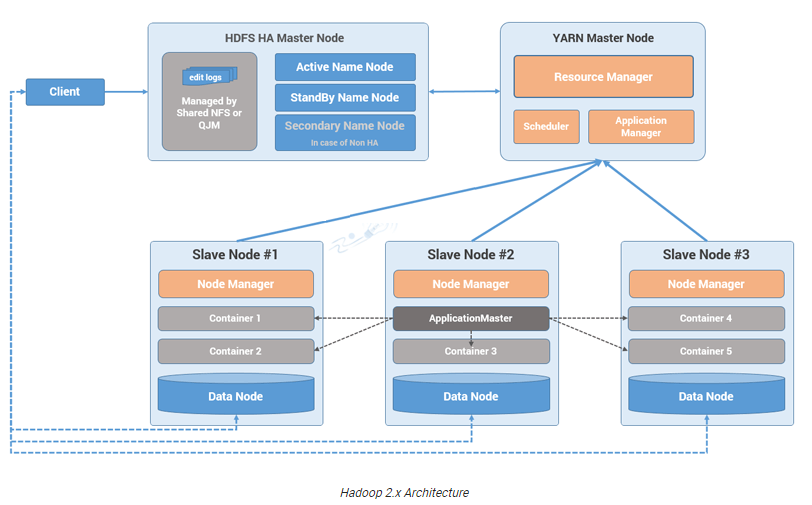 HDFS HA Master Node
YARN Master Node
Client
edit logs
Managed by
Shared NFS or
QJM
Active Name Node
StandBy Name Node
Secondary Name Node
In case of Non HA
Resource Manager
Scheduler
Application
Manager
Slave Node #1
Node Manager
Container 1
Container 2
Data Node
Slave Node #2
Node Manager
ApplicationMaster
Container 3
Data Node
Slave Node #3
Node Manager
Container 4
Container 5
Data Node
Hadoop 2.x Architecture